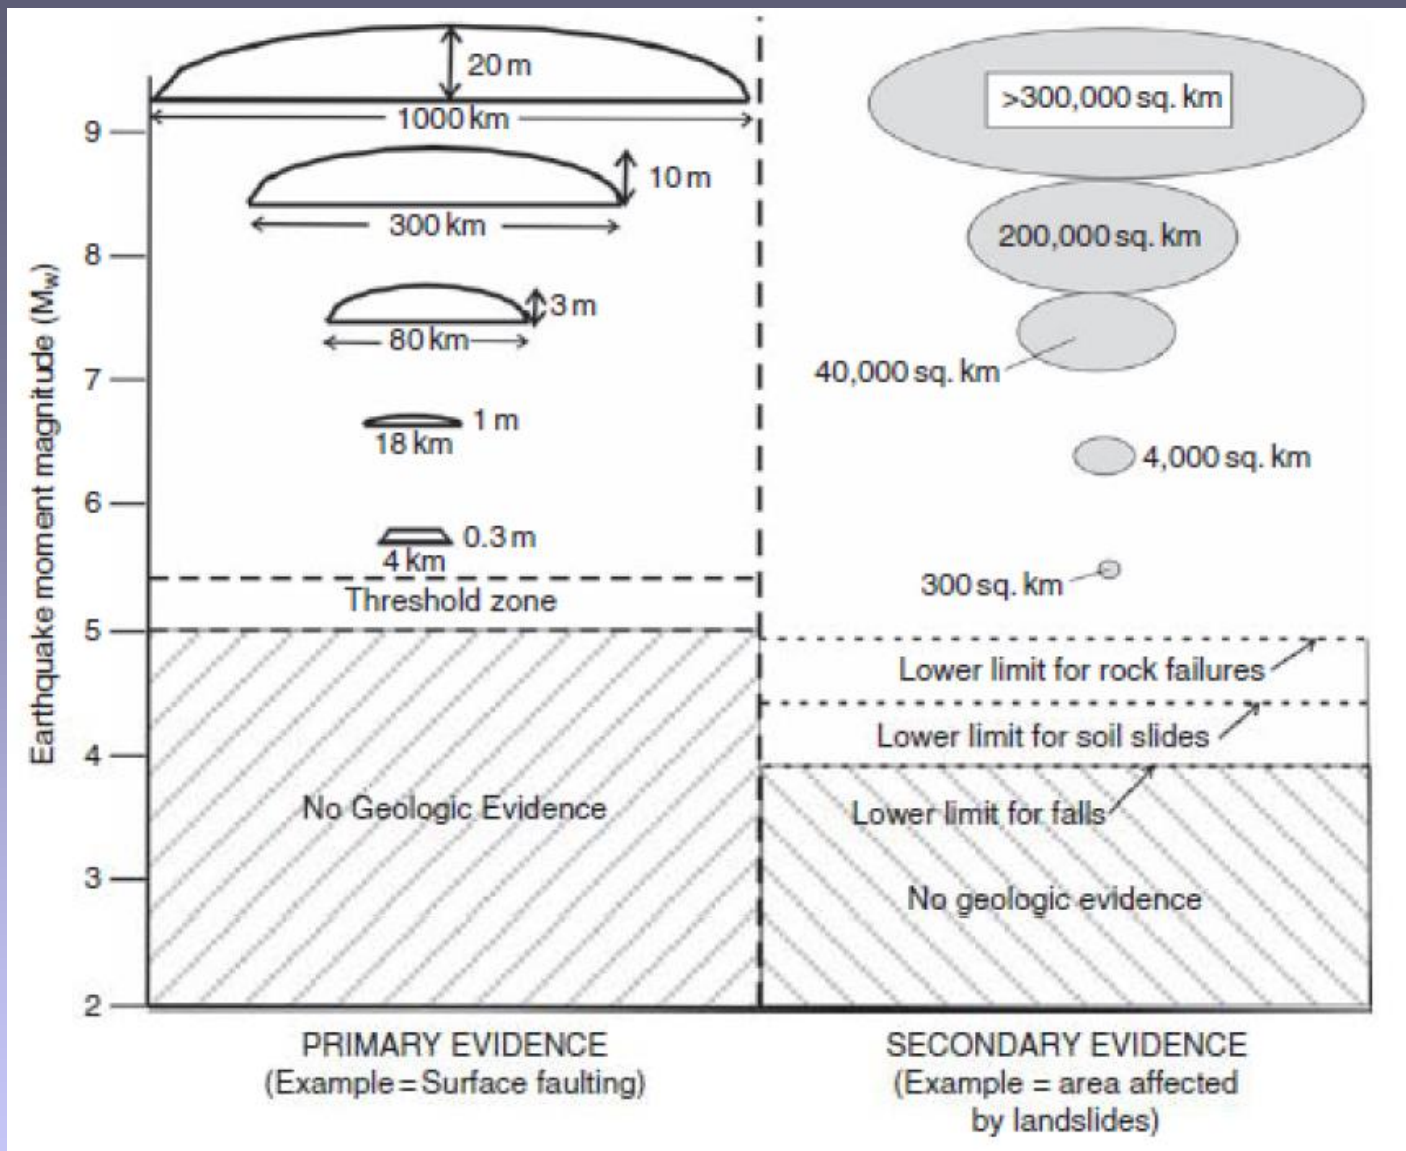 20 m
>300,000 sq. km
1000 km
9
10 m
300 km
200,000 sq. km
8
3 m
80 km
40,000 sq. km
7
1 m
18 km
4,000 sq. km
6
0.3 m
4 km
300 sq. km
Threshold zone
5
Lower limit for rock failures
Lower limit for soil slides
4
No Geologic Evidence
Lower limit for falls
3
No geologic evidence
2
Earthquake moment magnitude (Mw)
PRIMARY EVIDENCE
(Example = Surface faulting)
SECONDARY EVIDENCE
(Example = area affected
by landslides)